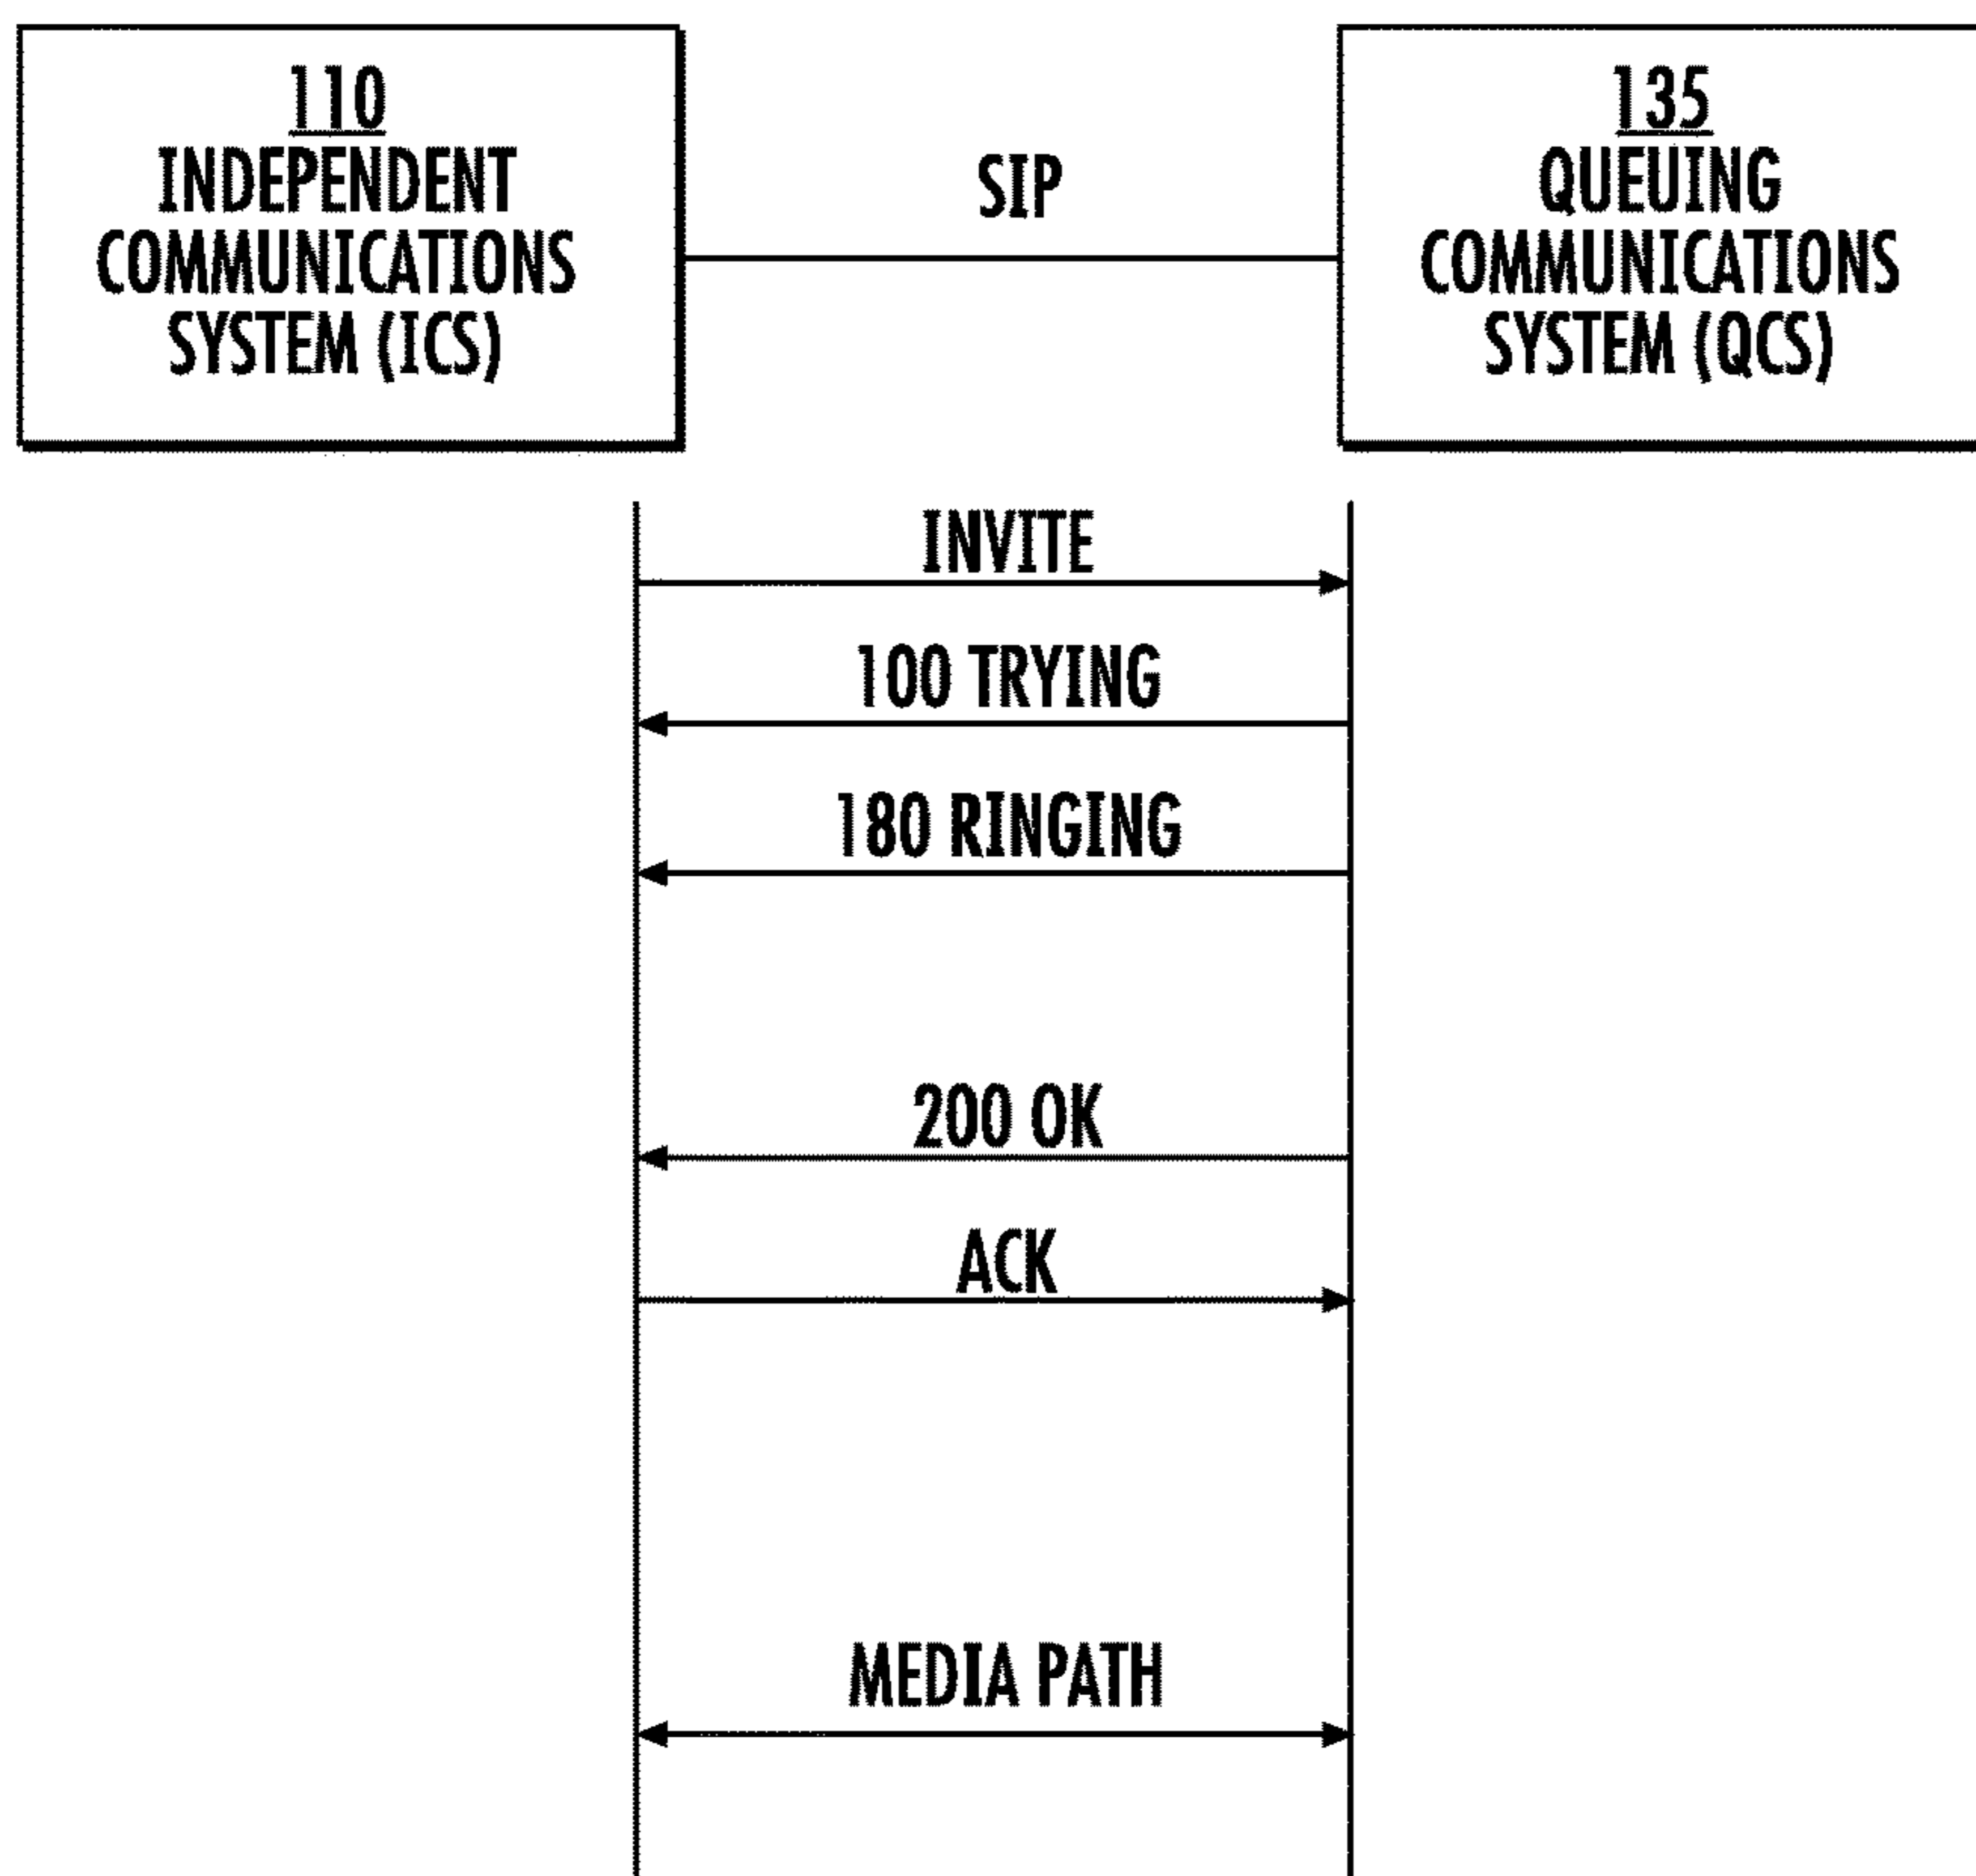 110
INDEPENDENT
COMMUNICATIONS
SYSTEM (ICS)
SIP
135
QUEUING
COMMUNICATIONS
SYSTEM (QCS)
INVITE
100 TRYING
180 RINGING
200 OK
ACK
MEDIA PATH